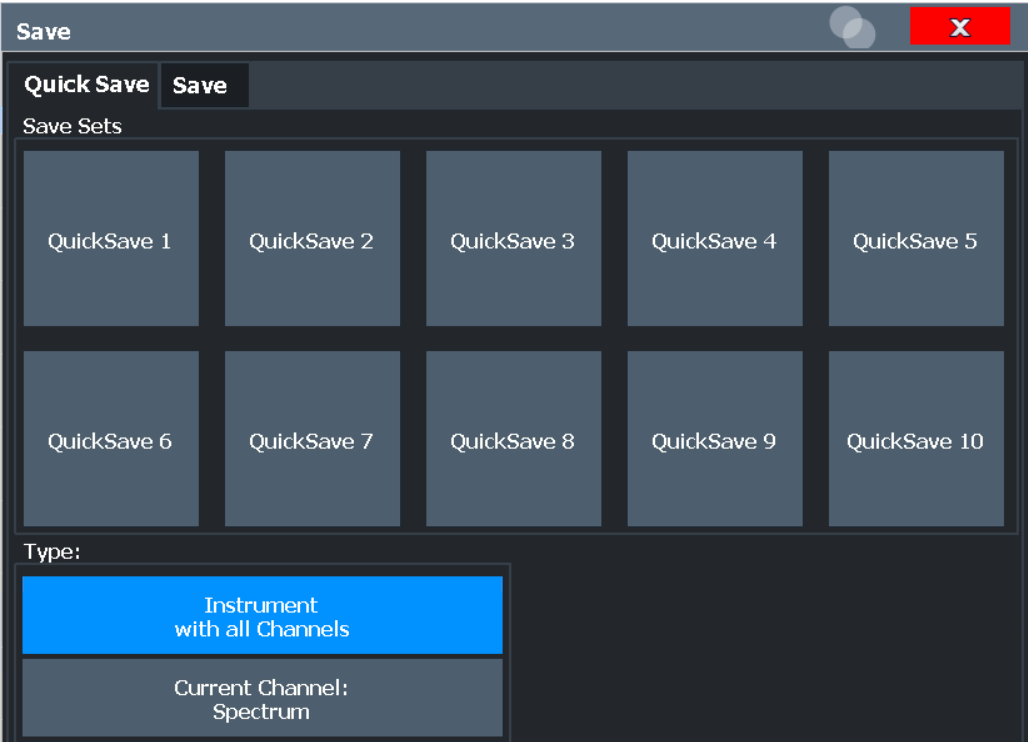 Save
X
Quick Save Save
Save Sets
QuickSave 1 QuickSave 2 QuickSave 3 QuickSave 4 QuickSave 5
QuickSave 6 QuickSave 7 QuickSave 8 QuickSave 9 QuickSave 10
Type:
Instrument
with all Channels
Current Channel:
Spectrum